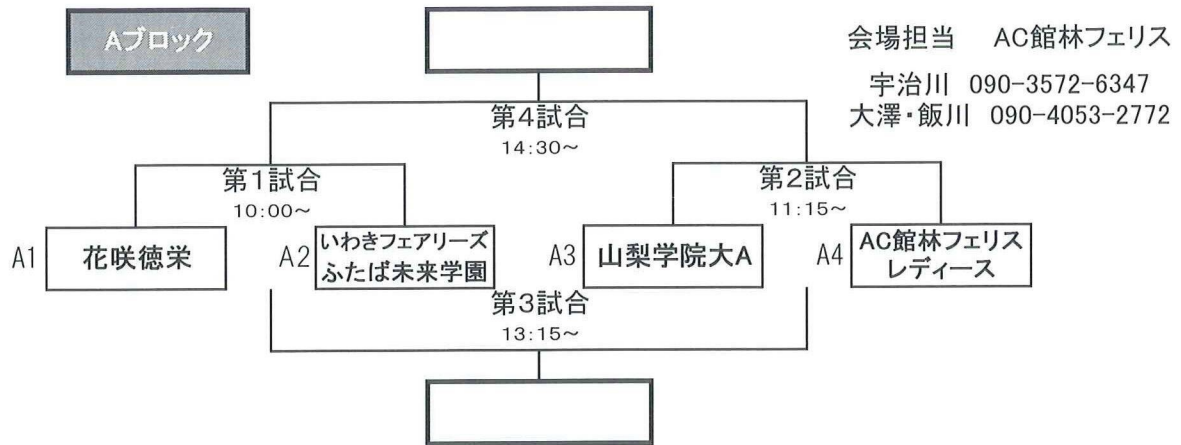 Aブロック
会場担当 AC館林フェリス
宇治川 090-3572-6347
大澤・飯川 090-4053-2772
第4試合
14:30~
第1試合
10:00~
第2試合
11:15~
A1
花咲徳栄
A2
いわきフェアリーズ
ふたば未来学園
A3
山梨学院大A
A4
AC館林フェリス
レディース
第3試合
13:15~